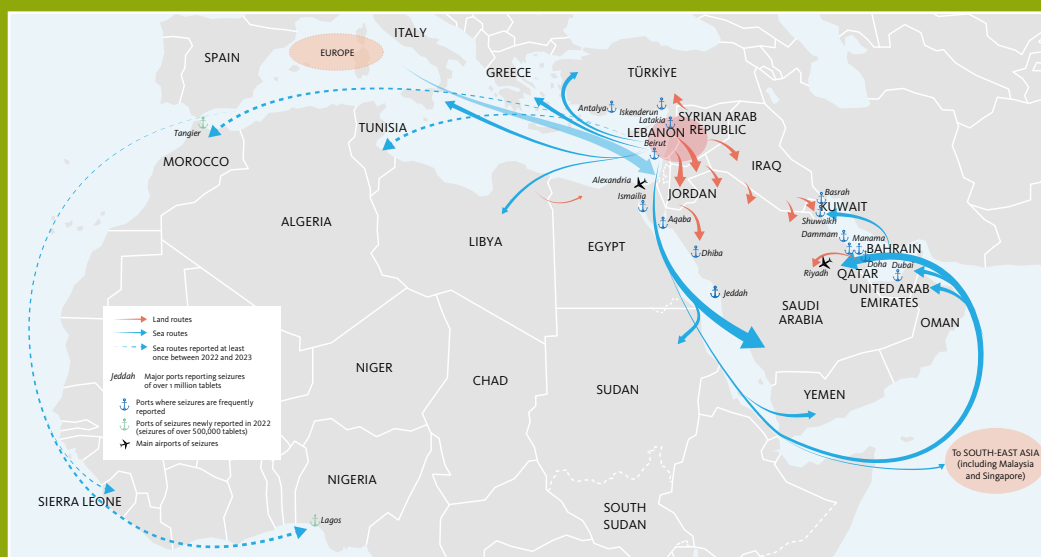 ITALY
SPAIN
EUROPE
GREECE
TÜRKİYE
Antalya
Iskenderun
Latakia
SYRIAN ARAB
REPUBLIC
LEBANON
Beirut
Tangier
TUNISIA
MOROCCO
IRAQ
Alexandria
Ismailia
JORDAN
Basrah
KUWAIT
Shuwaikh
Aqaba
ALGERIA
LIBYA
EGYPT
Dammam
Manama
BAHRAIN
Dhiba
Doha
Dubai
Riyadh
QATAR
UNITED ARAB
EMIRATES
Jeddah
SAUDI
ARABIA
OMAN
Land routes
Sea routes
Sea routes reported at least
once between 2022 and 2023
Jeddah
Major ports reporting seizures
of over 1 million tablets
Ports where seizures are frequently
reported
Ports of seizures newly reported in 2022
(seizures of over 500,000 tablets)
Main airports of seizures
NIGER
CHAD
SUDAN
YEMEN
To SOUTH-EAST ASIA
(including Malaysia
and Singapore)
NIGERIA
SIERRA LEONE
Lagos
SOUTH
SUDAN